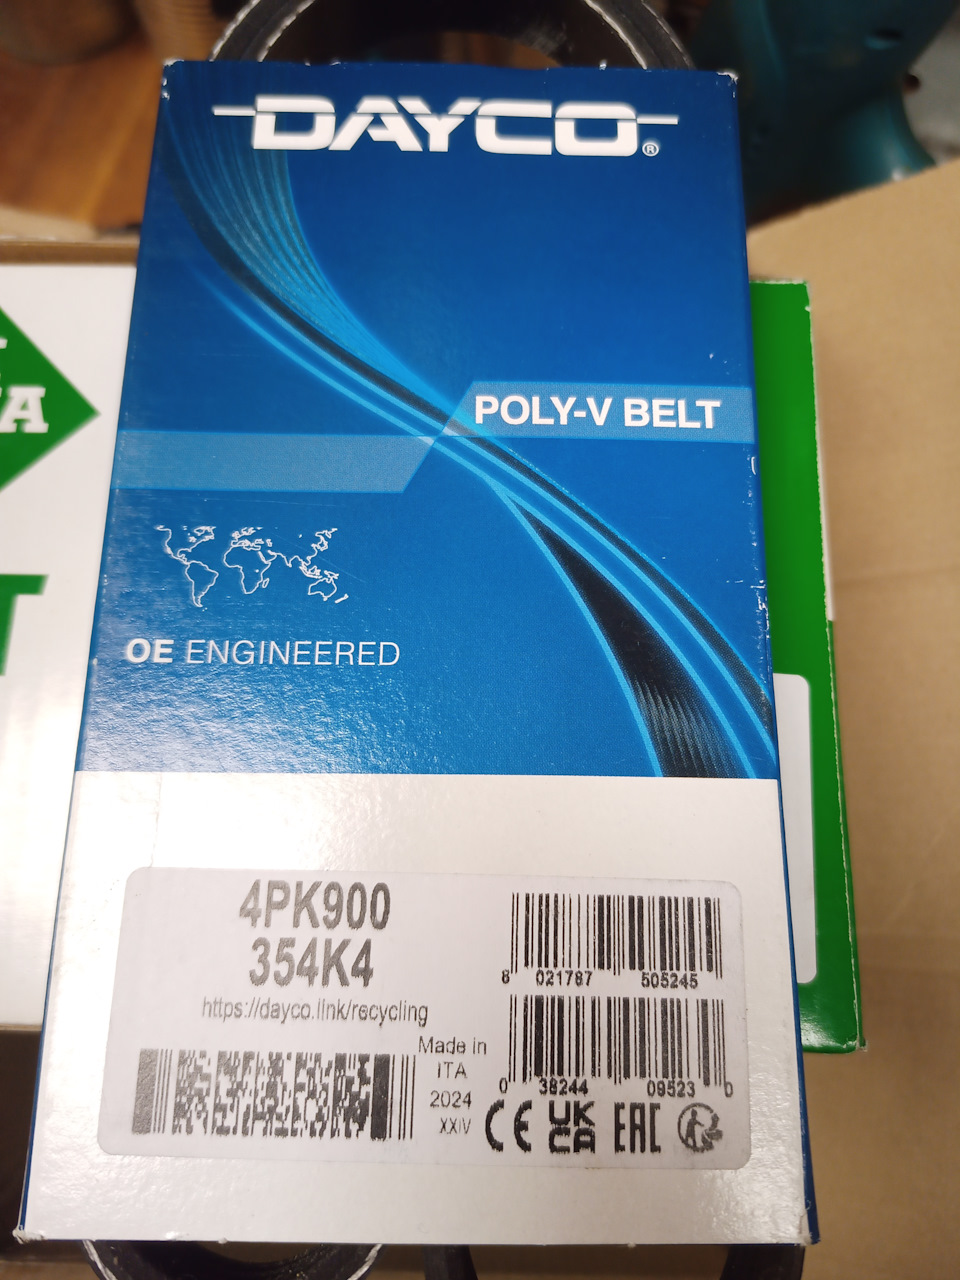 DAYCO®
POLY-V BELT
OE ENGINEERED
4PK900
354K4
https://dayco.link/recycling
Made in
ITA
2024
XXIV
8 021787 505245
0 38244 09523 0
CE UK CA EAC
A
T